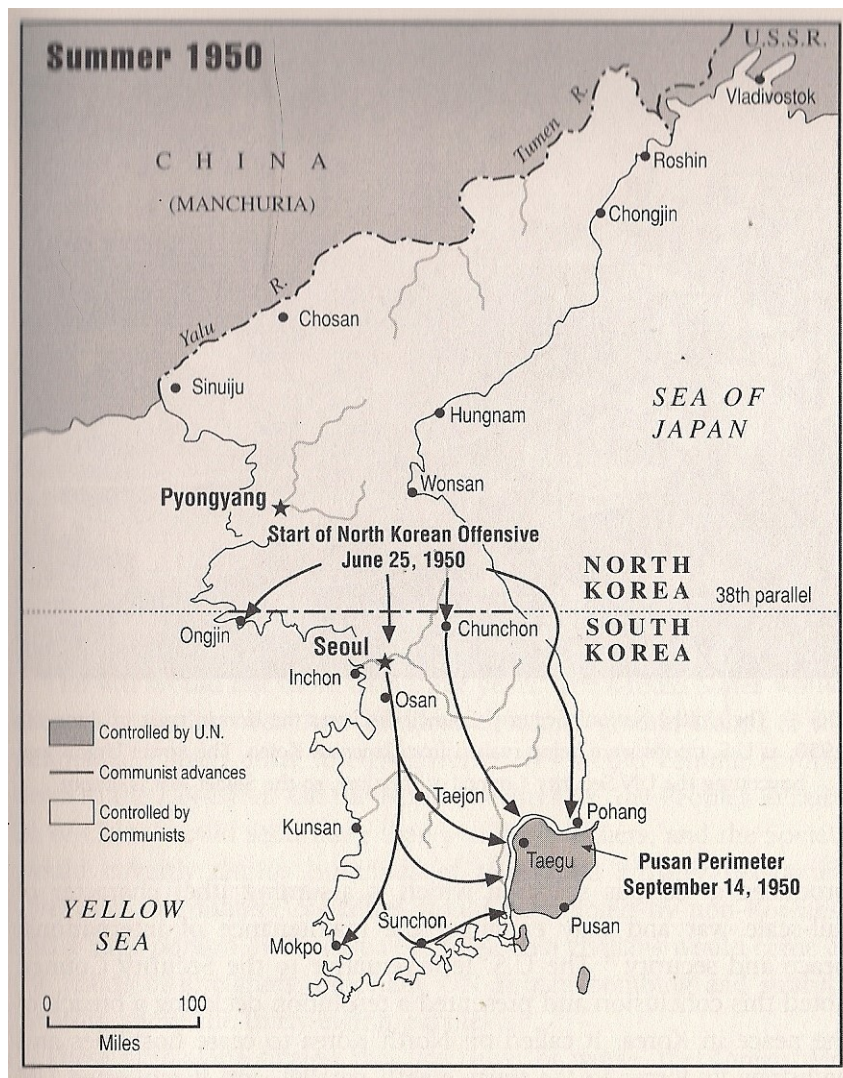 Summer 1950
U.S.S.R.
Vladivostok
Tumen R.
CHINA
(MANCHURIA)
Roshin
Chongjin
Yalu R.
Chosan
Sinuiju
SEA OF
JAPAN
Hungnam
Wonsan
Pyongyang
Start of North Korean Offensive
June 25, 1950
NORTH
KOREA
38th parallel
Ongjin
Chunchon
SOUTH
KOREA
Seoul
Inchon
Osan
Controlled by U.N.
Communist advances
Controlled by
Communists
Taejon
Kunsan
Pohang
Taegu
Pusan Perimeter
September 14, 1950
YELLOW
SEA
Sunchon
Pusan
Mokpo
0 100
Miles